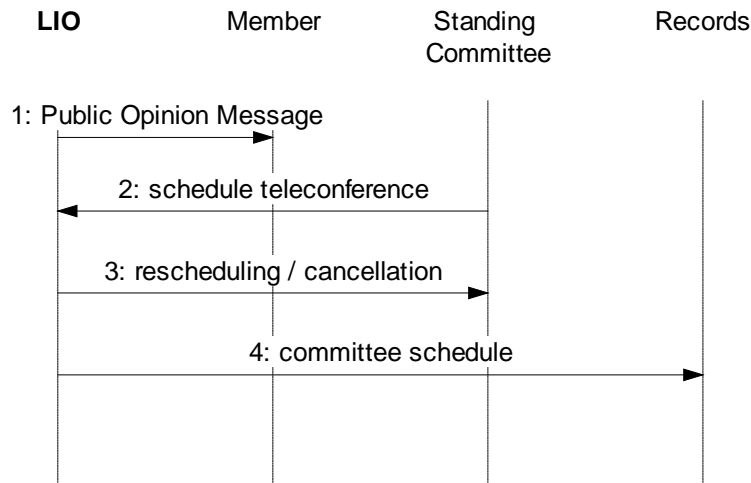 LIO Member Standing Records
Committee
1: Public Opinion Message
2: schedule teleconference
3: rescheduling / cancellation
4: committee schedule